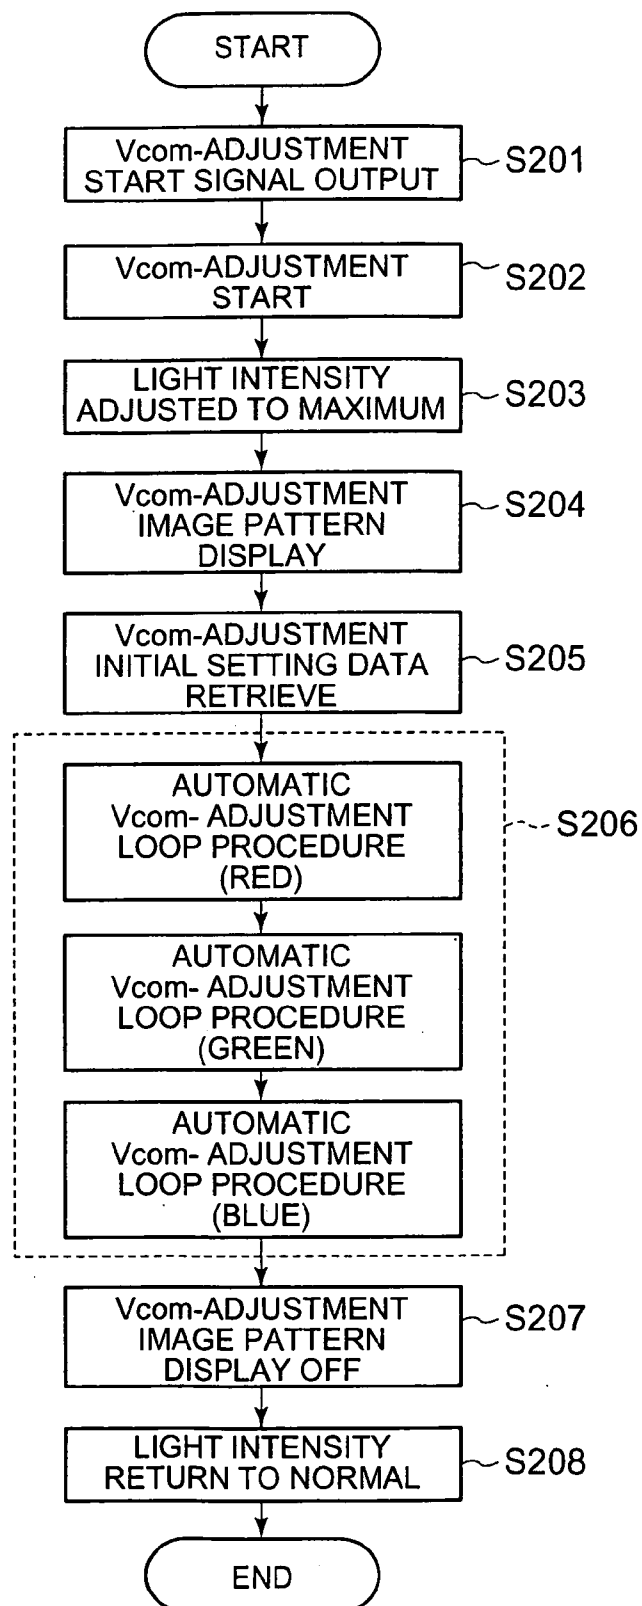 START
Vcom-ADJUSTMENT
START SIGNAL OUTPUT
S201
Vcom-ADJUSTMENT
START
S202
LIGHT INTENSITY
ADJUSTED TO MAXIMUM
S203
Vcom-ADJUSTMENT
IMAGE PATTERN
DISPLAY
S204
Vcom-ADJUSTMENT
INITIAL SETTING DATA
RETRIEVE
S205
AUTOMATIC
Vcom- ADJUSTMENT
LOOP PROCEDURE
(RED)
S206
AUTOMATIC
Vcom- ADJUSTMENT
LOOP PROCEDURE
(GREEN)
AUTOMATIC
Vcom- ADJUSTMENT
LOOP PROCEDURE
(BLUE)
Vcom-ADJUSTMENT
IMAGE PATTERN
DISPLAY OFF
S207
LIGHT INTENSITY
RETURN TO NORMAL
S208
END